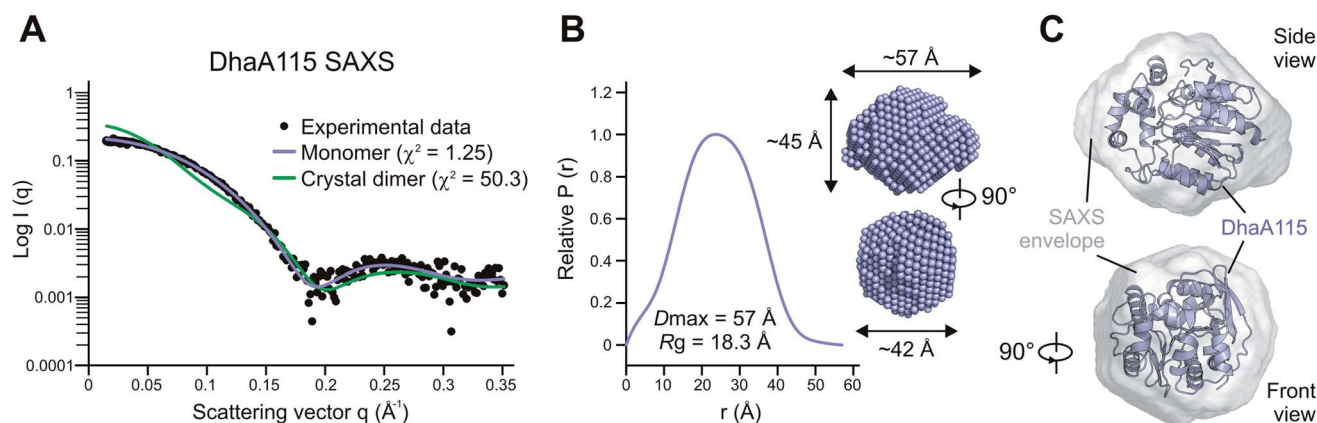 A
DhaA115 SAXS
Log I (q)
1
0.1
0.01
0.001
0.0001
Experimental data
Monomer (χ² = 1.25)
Crystal dimer (χ² = 50.3)
0 0.05 0.1 0.15 0.2 0.25 0.3 0.35
Scattering vector q (Å⁻¹)
B
Relative P (r)
1.2
1.0
0.8
0.6
0.4
0.2
0
Dmax = 57 Å
Rg = 18.3 Å
0 10 20 30 40 50 60
r (Å)
~57 Å
~45 Å
90°
~42 Å
C
Side
view
SAXS
envelope
DhaA115
90°
Front
view